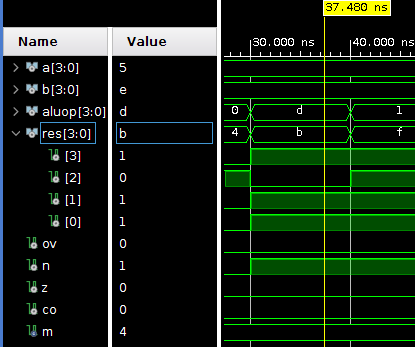 37.480 ns
Name Value 30.000 ns 40.000 ns
a[3:0] 5
b[3:0] e
aluop[3:0] d 0 d 1
res[3:0] b 4 b f
[3] 1
[2] 0
[1] 1
[0] 1
ov 0
n 1
z 0
co 0
m 4